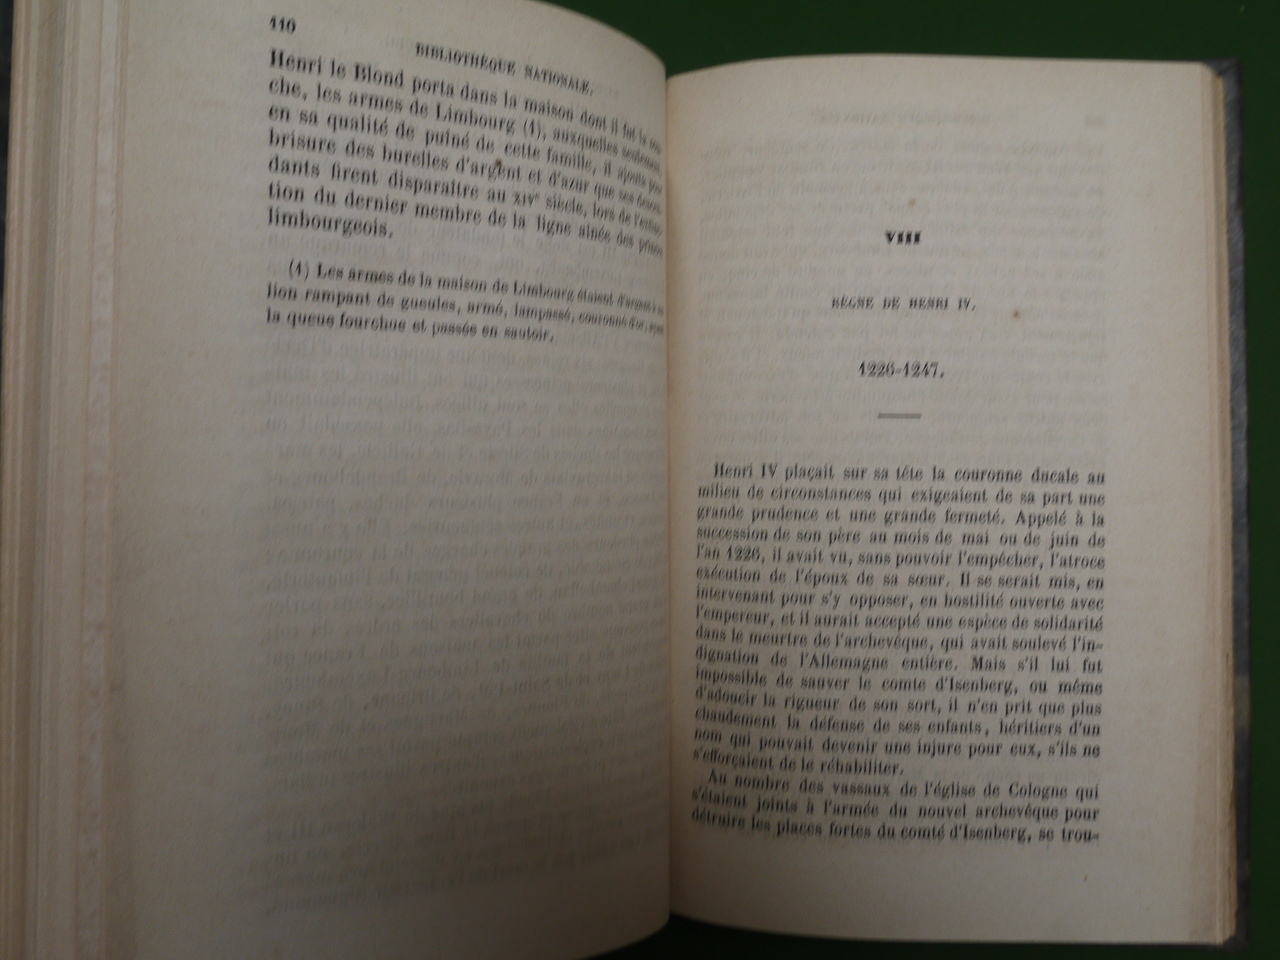 110
BIBLIOTHÈQUE NATIONALE.
Henri le Blond porta dans la maison dont il fut la sou-
che, les armes de Limbourg (1), auxquelles seulement,
en sa qualité de puîné de cette famille, il ajouta pour
brisure des burelles d'argent et d'azur que ses descen-
dants firent disparaître au XIVe siècle, lors de l'extinc-
tion du dernier membre de la ligne aînée des princes
limbourgeois.
(1) Les armes de la maison de Limbourg étaient d'argent à un
lion rampant de gueules, armé, lampassé, couronné d'or, ayant
la queue fourchue et passée en sautoir.
VIII
RÈGNE DE HENRI IV.
1226-1247.
Henri IV plaçait sur sa tête la couronne ducale au
milieu de circonstances qui exigeaient de sa part une
grande prudence et une grande fermeté. Appelé à la
succession de son père au mois de mai ou de juin de
l'an 1226, il avait vu, sans pouvoir l'empêcher, l'atroce
exécution de l'époux de sa sœur. Il se serait mis, en
intervenant pour s'y opposer, en hostilité ouverte avec
l'empereur, et il aurait accepté une espèce de solidarité
dans le meurtre de l'archevêque, qui avait soulevé l'in-
dignation de l'Allemagne entière. Mais s'il lui fut
impossible de sauver le comte d'Isenberg, ou même
d'adoucir la rigueur de son sort, il n'en prit que plus
chaudement la défense de ses enfants, héritiers d'un
nom qui pouvait devenir une injure pour eux, s'ils ne
s'efforçaient de le réhabiliter.
Au nombre des vassaux de l'église de Cologne qui
s'étaient joints à l'armée du nouvel archevêque pour
détruire les places fortes du comté d'Isenberg, se trou-